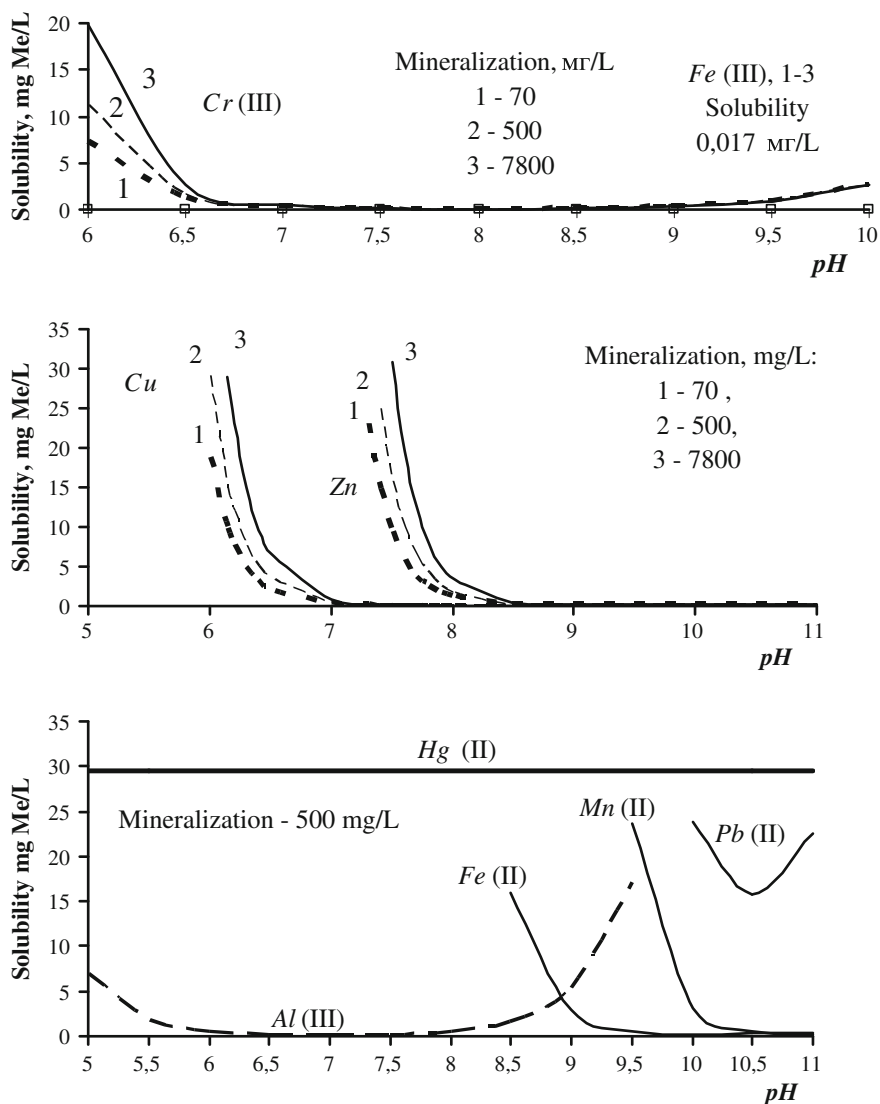 Solubility, mg Me/L
20
15
10
5
0
3
2
1
Cr (III)
Mineralization, мг/L
1 - 70
2 - 500
3 - 7800
Fe (III), 1-3
Solubility
0,017 мг/L
6 6,5 7 7,5 8 8,5 9 9,5 10
pH
Solubility, mg Me/L
35
30
25
20
15
10
5
0
2 3
Cu
1
3
2
1
Zn
Mineralization, mg/L:
1 - 70 ,
2 - 500,
3 - 7800
5 6 7 8 9 10 11
pH
Solubility mg Me/L
35
30
25
20
15
10
5
0
Hg (II)
Mineralization - 500 mg/L
Mn (II)
Pb (II)
Fe (II)
Al (III)
5 5,5 6 6,5 7 7,5 8 8,5 9 9,5 10 10,5 11
pH